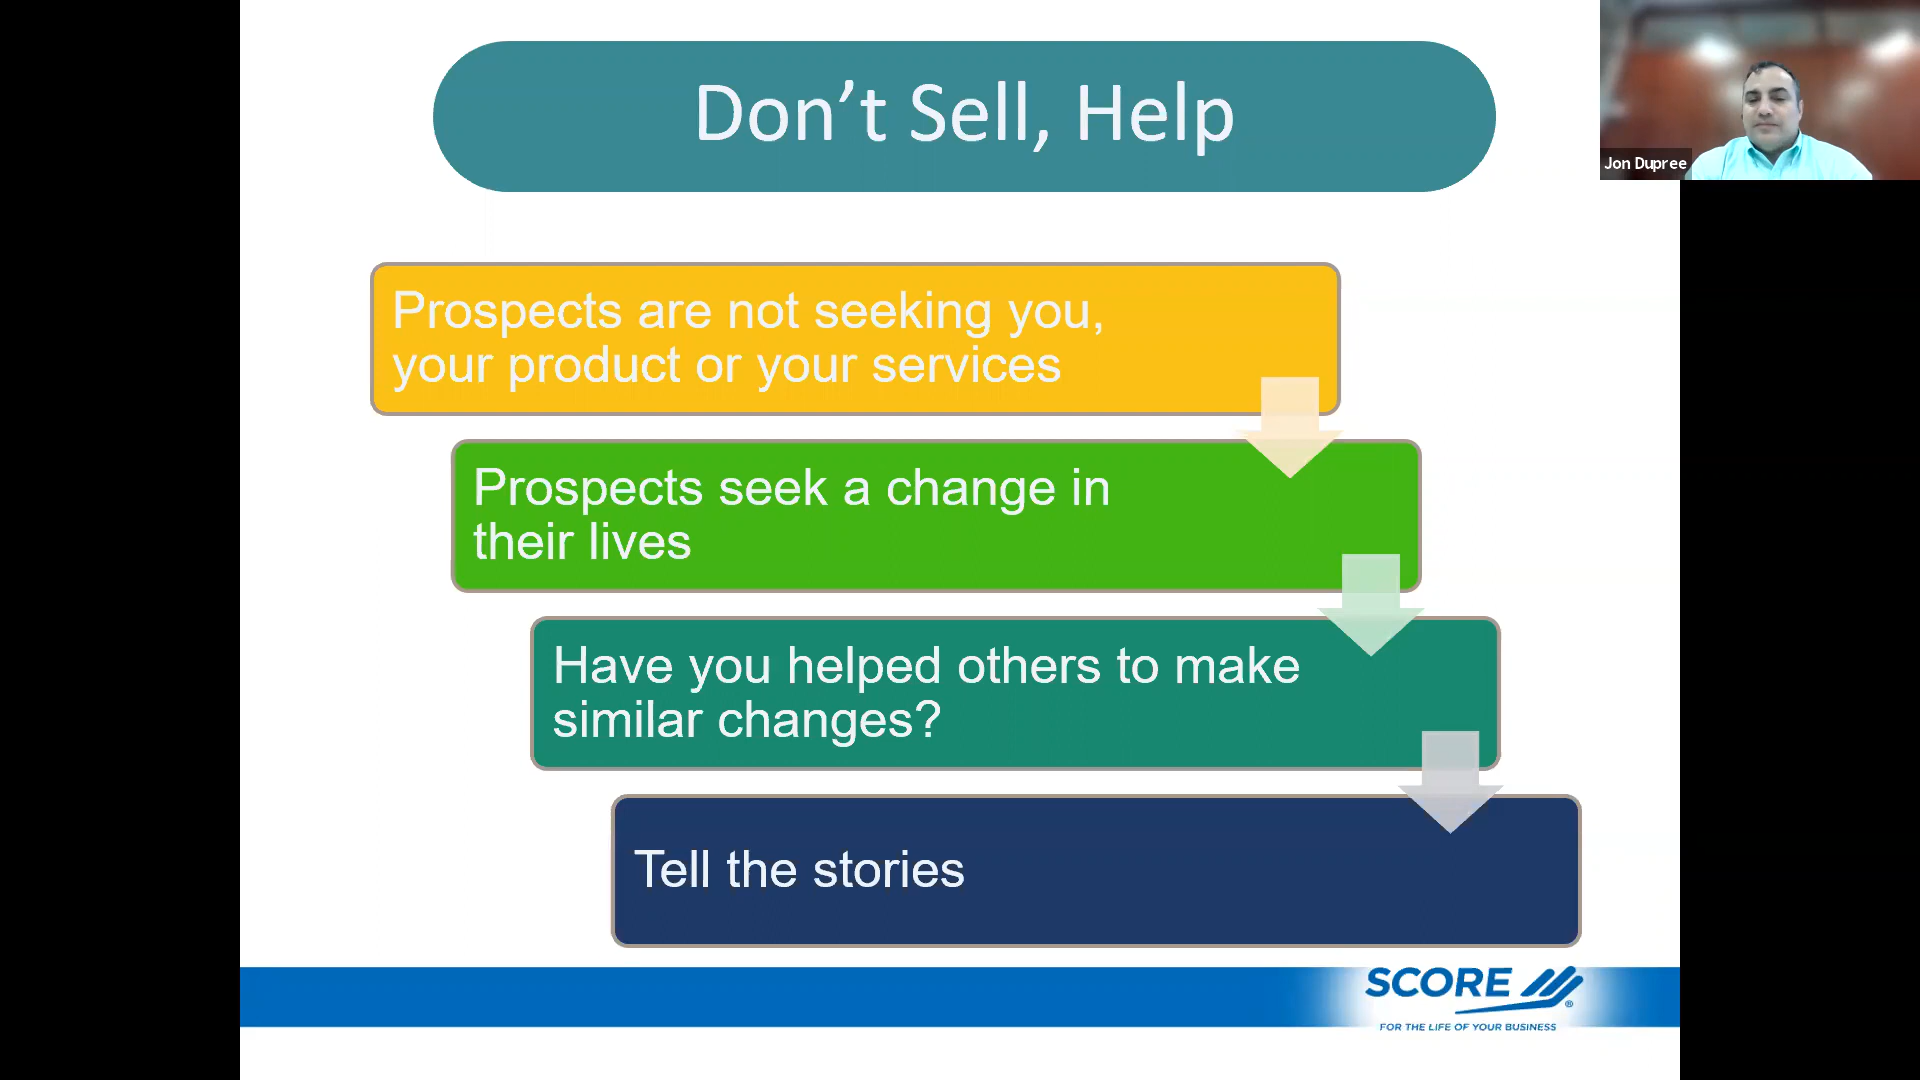 Don’t Sell, Help
Jon Dupree
Prospects are not seeking you,
your product or your services
Prospects seek a change in
their lives
Have you helped others to make
similar changes?
Tell the stories
SCORE
®
FOR THE LIFE OF YOUR BUSINESS